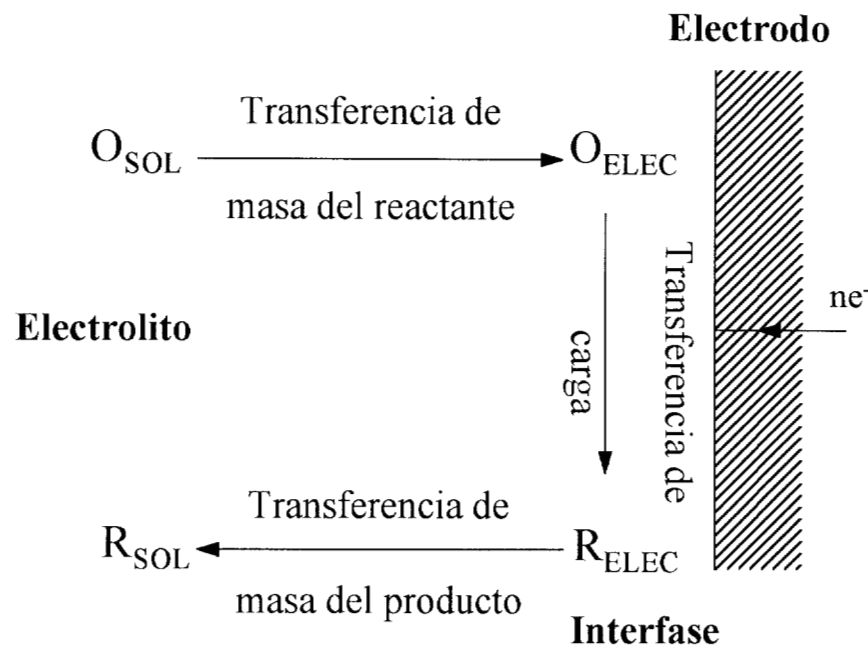 Electrodo
Transferencia de
O_SOL
O_ELEC
masa del reactante
Transferencia de
carga
ne⁻
Electrolito
Transferencia de
R_SOL
R_ELEC
masa del producto
Interfase